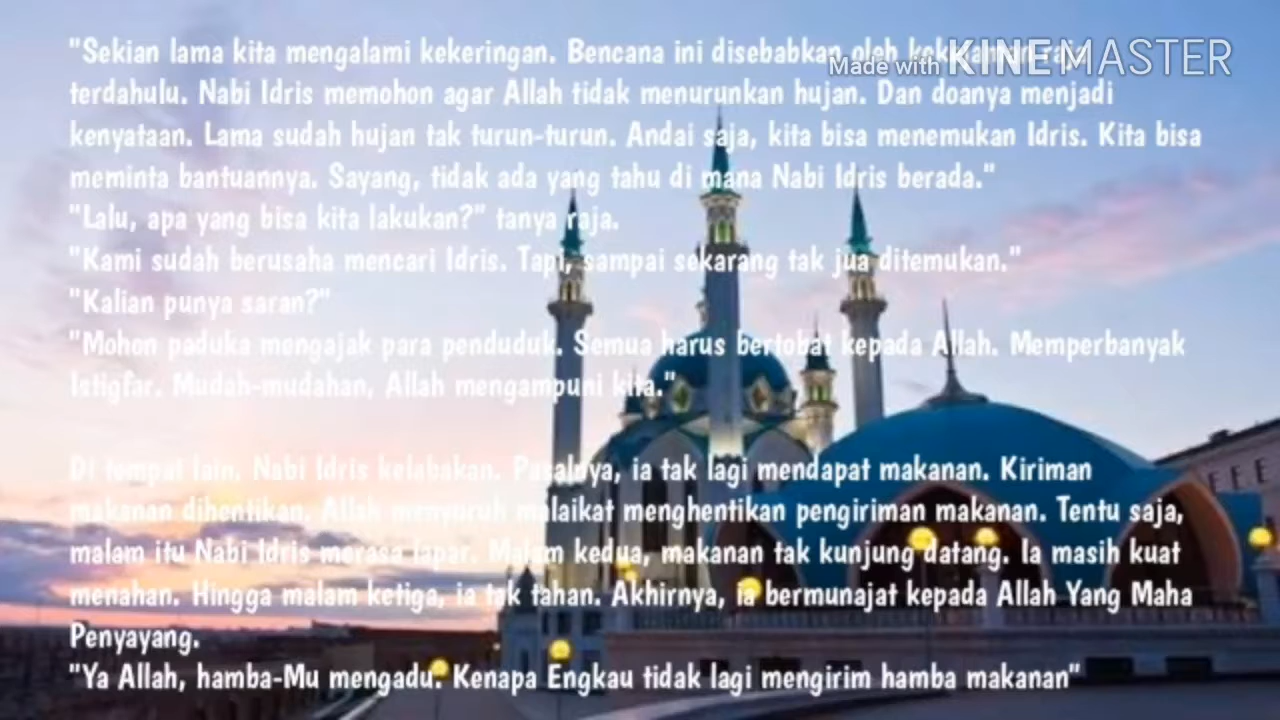 "Sekian lama kita mengalami kekeringan. Bencana ini disebabkan oleh
Made with KINEMASTER
terdahulu. Nabi Idris memohon agar Allah tidak menurunkan hujan. Dan doanya menjadi
kenyataan. Lama sudah hujan tak turun-turun. Andai saja, kita bisa menemukan Idris. Kita bisa
meminta bantuannya. Sayang, tidak ada yang tahu di mana Nabi Idris berada."
"Lalu, apa yang bisa kita lakukan?" tanya raja.
"Kami sudah berusaha mencari Idris. Tapi, sampai sekarang tak jua ditemukan."
"Kalian punya saran?"
"Mohon paduka mengajak para penduduk. Semua harus bertobat kepada Allah. Memperbanyak
Istigfar. Mudah-mudahan, Allah mengampuni kita."
Di tempat lain, Nabi Idris kelabakan. Pasalnya, ia tak lagi mendapat makanan. Kiriman
makanan dihentikan. Allah menyuruh malaikat menghentikan pengiriman makanan. Tentu saja,
malam itu Nabi Idris merasa lapar. Malam kedua, makanan tak kunjung datang. Ia masih kuat
menahan. Hingga malam ketiga, ia tak tahan. Akhirnya, ia bermunajat kepada Allah Yang Maha
Penyayang.
"Ya Allah, hamba-Mu mengadu. Kenapa Engkau tidak lagi mengirim hamba makanan"